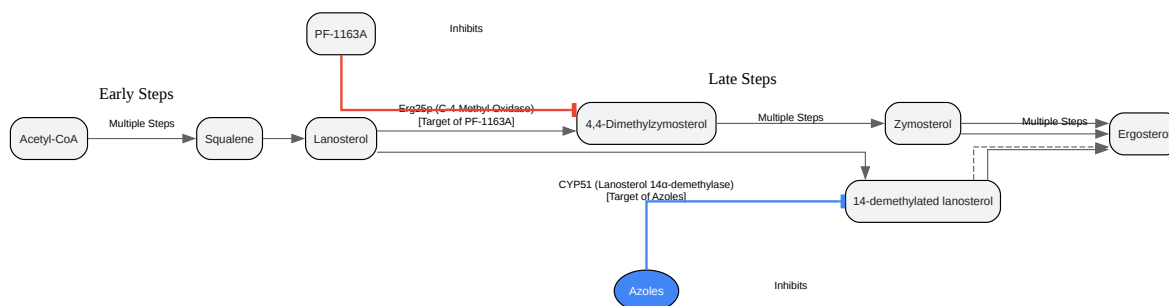 PF-1163A
Inhibits
Early Steps
Late Steps
Acetyl-CoA
Multiple Steps
Squalene
Lanosterol
Erg25p (C-4 Methyl Oxidase)
[Target of PF-1163A]
4,4-Dimethylzymosterol
Multiple Steps
Zymosterol
Multiple Steps
Ergosterol
CYP51 (Lanosterol 14α-demethylase)
[Target of Azoles]
14-demethylated lanosterol
Azoles
Inhibits